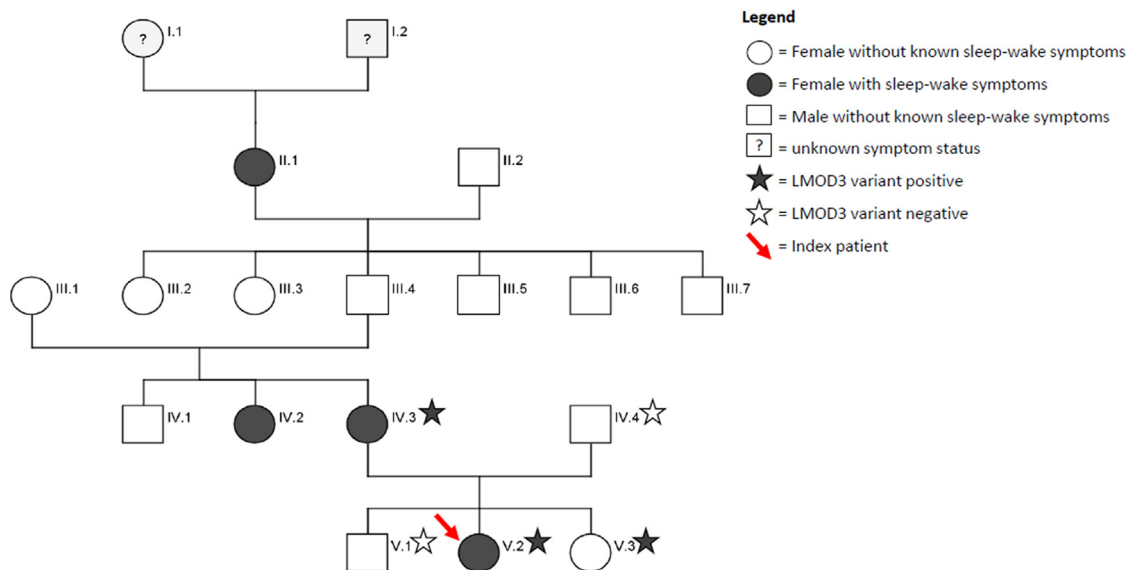 ? I.1
? I.2
Legend
= Female without known sleep-wake symptoms
= Female with sleep-wake symptoms
= Male without known sleep-wake symptoms
? = unknown symptom status
= LMOD3 variant positive
= LMOD3 variant negative
= Index patient
II.1
II.2
III.1
III.2
III.3
III.4
III.5
III.6
III.7
IV.1
IV.2
IV.3
IV.4
V.1
V.2
V.3